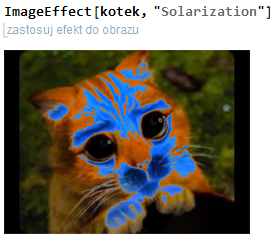 ImageEffect[kotek, "Solarization"]
zastosuj efekt do obrazu